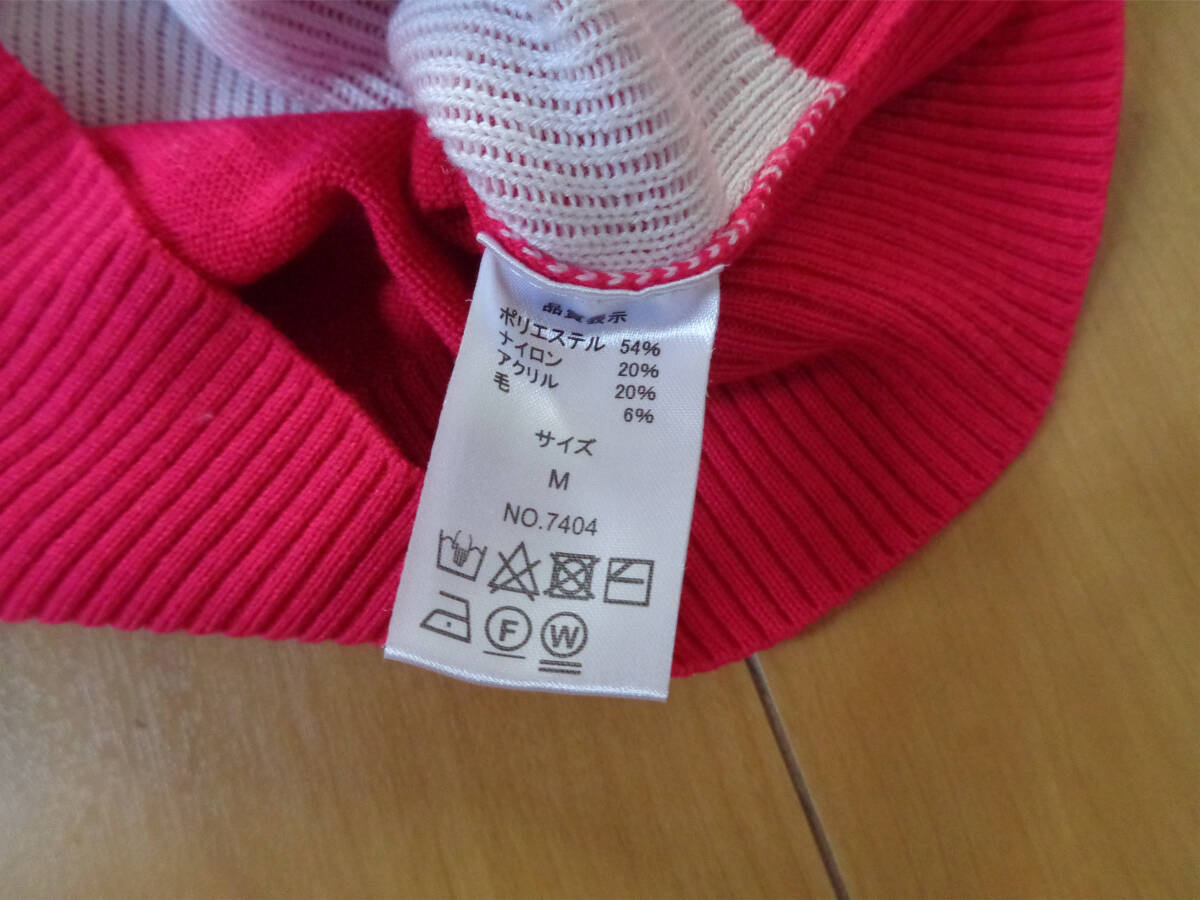 品質表示
ポリエステル 54%
ナイロン 20%
アクリル 20%
毛 6%
サイズ
M
NO.7404
F W